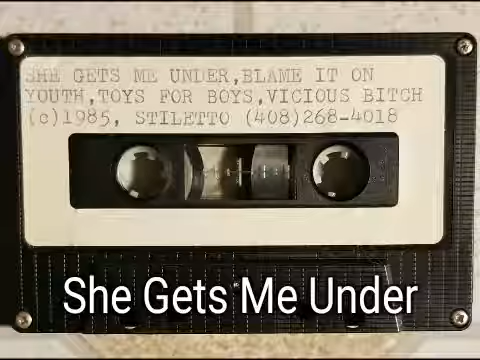 SHE GETS ME UNDER,BLAME IT ON
YOUTH,TOYS FOR BOYS,VICIOUS BITCH
(c)1985, STILETTO (408)268-4018
She Gets Me Under